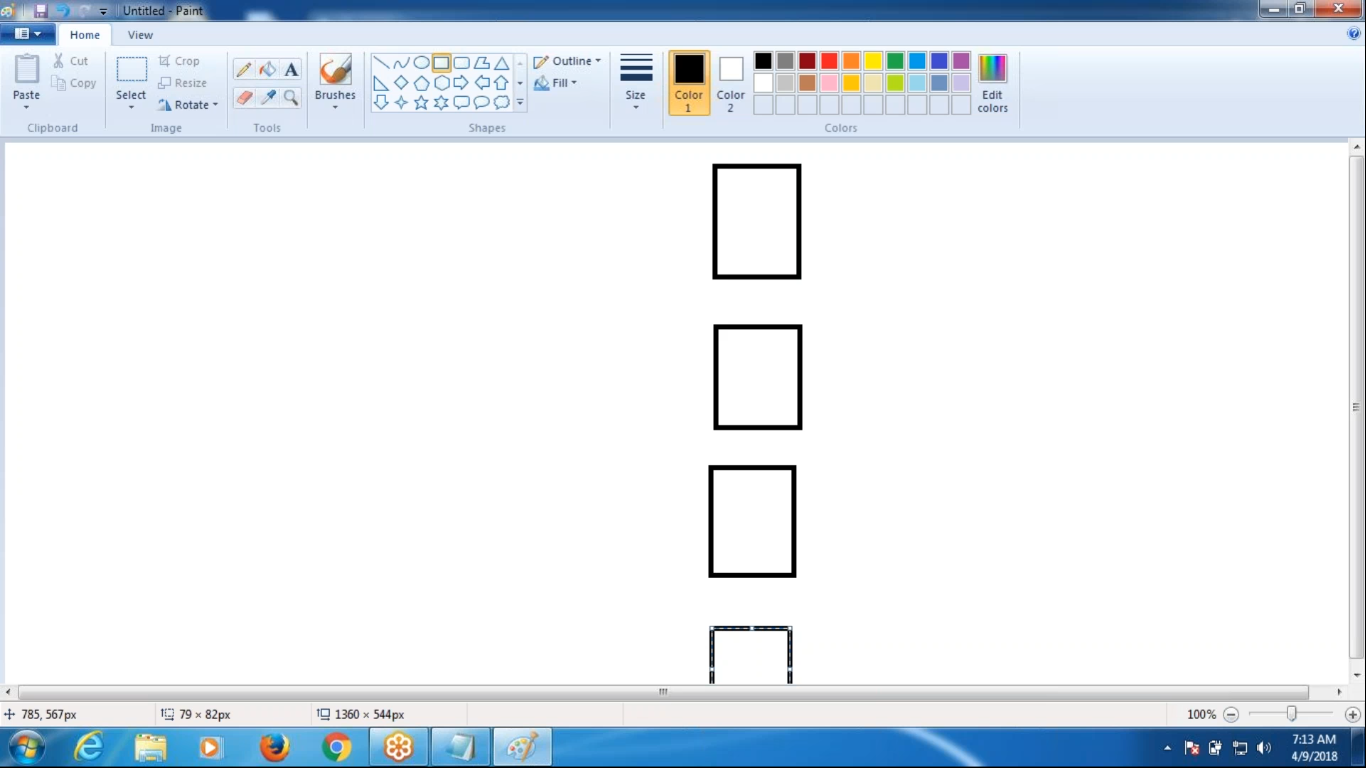 Untitled - Paint
Home View
Paste Cut Copy
Clipboard
Select Crop Resize Rotate
Image
A
Tools
Brushes
Outline Fill
Shapes
Size
Color 1 Color 2
Edit colors
Colors
785, 567px 79 × 82px 1360 × 544px 100%
7:13 AM
4/9/2018